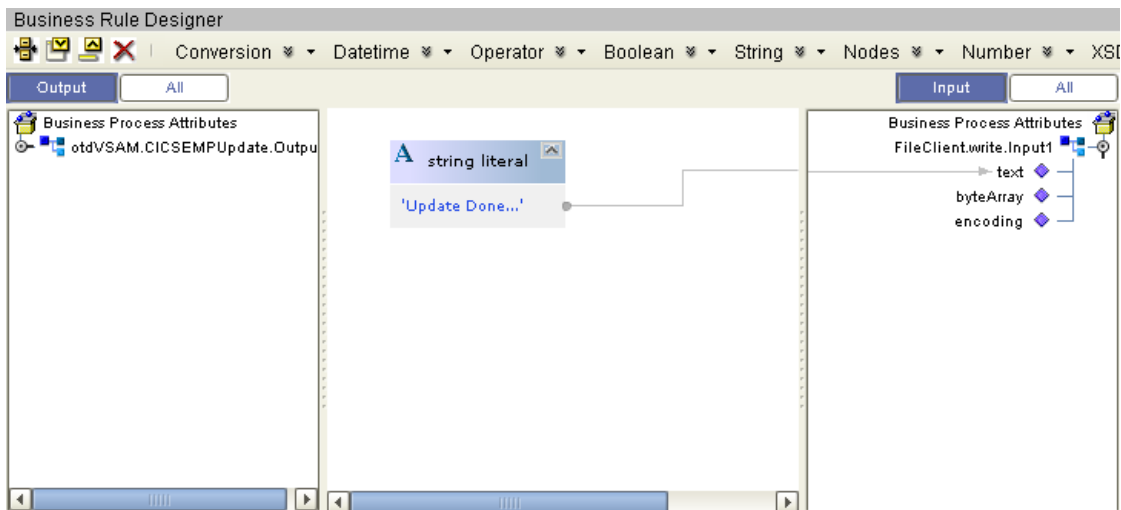 Business Rule Designer
Conversion Datetime Operator Boolean String Nodes Number XSD
Output All Input All
Business Process Attributes
otdVSAM.CICSEMPUpdate.Outpu
A string literal
'Update Done...'
Business Process Attributes
FileClient.write.Input1
text
byteArray
encoding